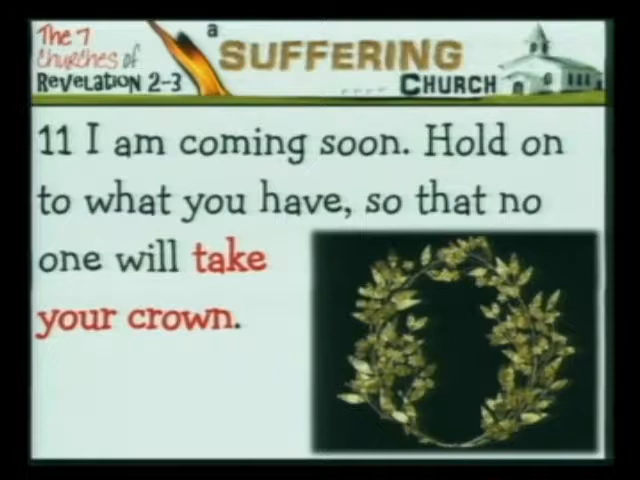 The 7
Churches of
Revelation 2-3
a
SUFFERING
CHURCH
11 I am coming soon. Hold on
to what you have, so that no
one will take
your crown.